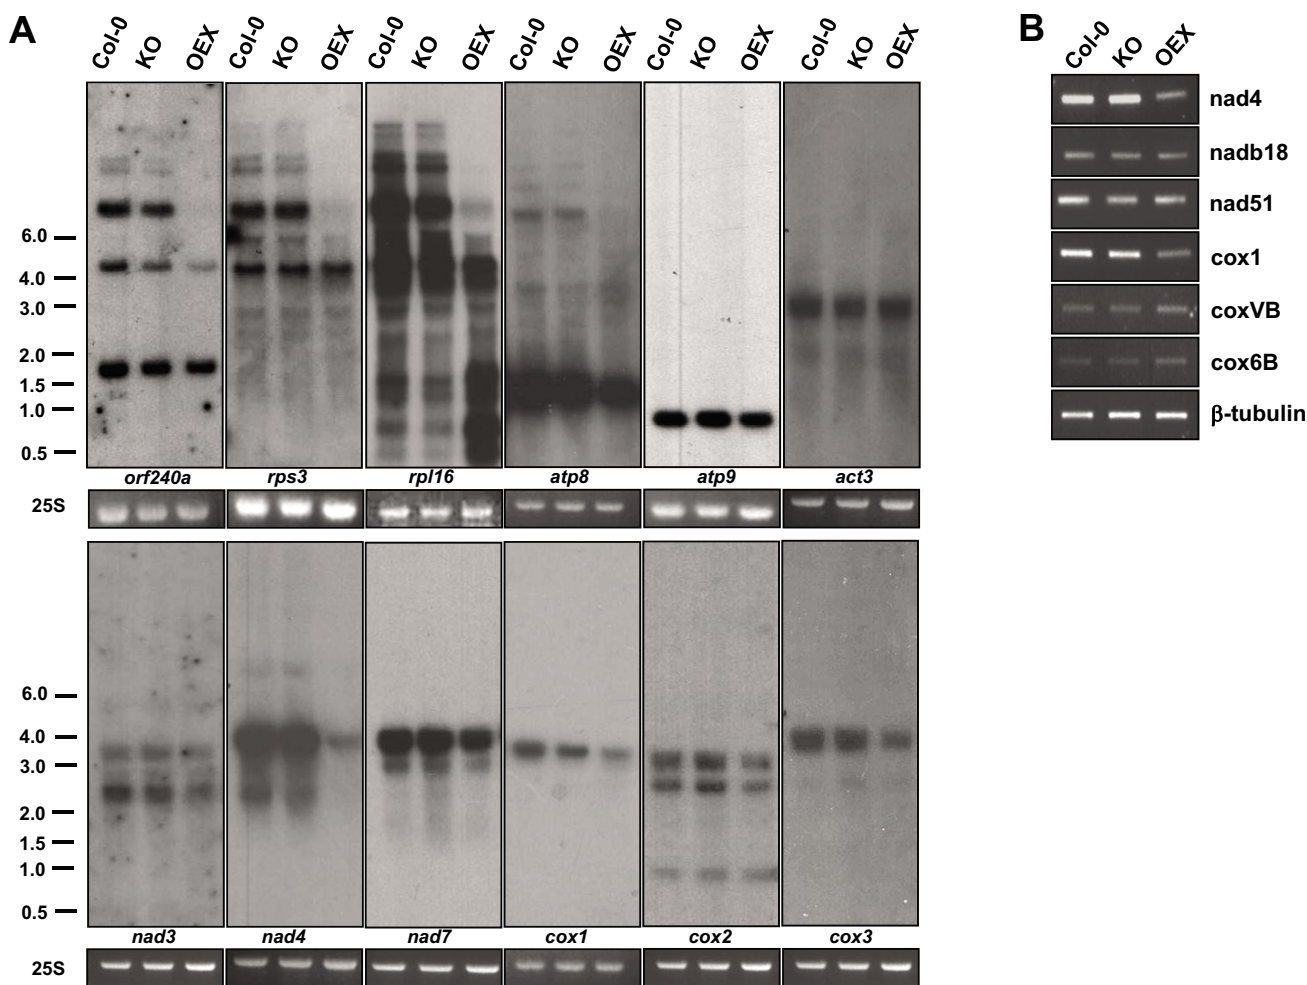 A
Col-0 KO OEX Col-0 KO OEX Col-0 KO OEX Col-0 KO OEX Col-0 KO OEX Col-0 KO OEX
6.0
4.0
3.0
2.0
1.5
1.0
0.5
orf240a rps3 rpl16 atp8 atp9 act3
25S
6.0
4.0
3.0
2.0
1.5
1.0
0.5
nad3 nad4 nad7 cox1 cox2 cox3
25S
B
Col-0 KO OEX
nad4
nadb18
nad51
cox1
coxVB
cox6B
β-tubulin